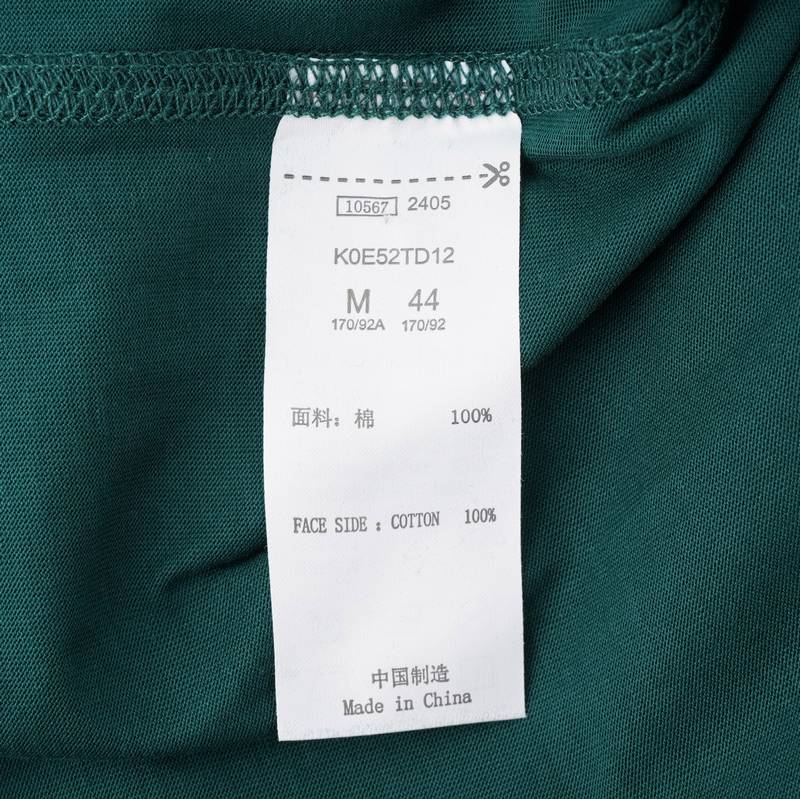 10567 2405
K0E52TD12
M 44
170/92A 170/92
面料：棉 100%
FACE SIDE : COTTON 100%
中国制造
Made in China